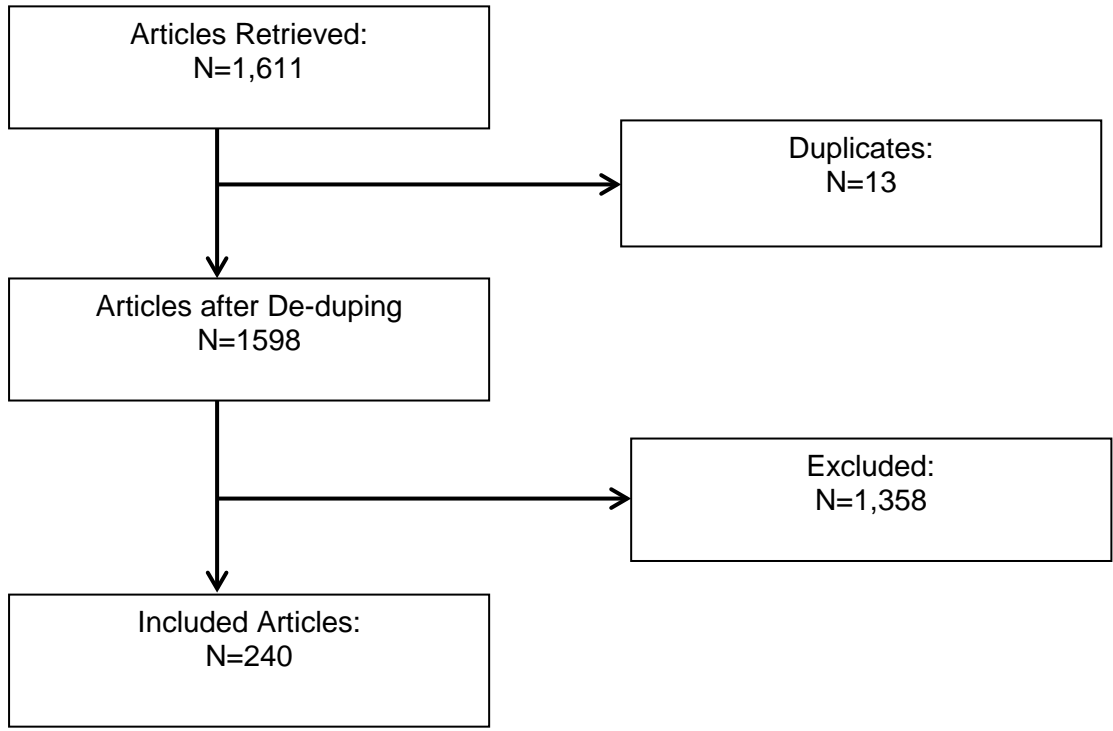 Articles Retrieved:
N=1,611
Duplicates:
N=13
Articles after De-duping
N=1598
Excluded:
N=1,358
Included Articles:
N=240